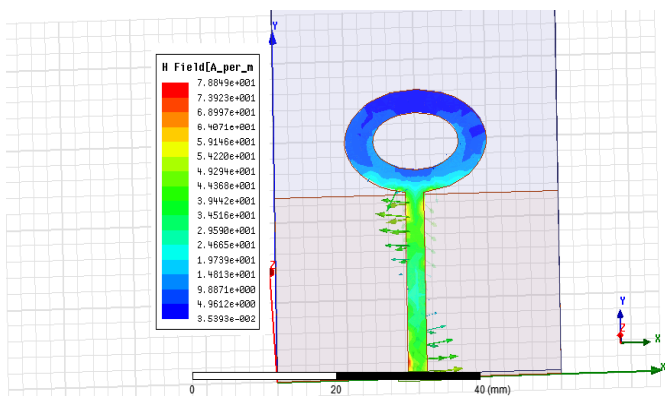 Y
H Field[A_per_m
7.8849e+001
7.3923e+001
6.8997e+001
6.4071e+001
5.9146e+001
5.4220e+001
4.9294e+001
4.4368e+001
3.9442e+001
3.4516e+001
2.9590e+001
2.4665e+001
1.9739e+001
1.4813e+001
9.8871e+000
4.9612e+000
3.5393e-002
Z
Y
Z
X
X
0
20
40 (mm)